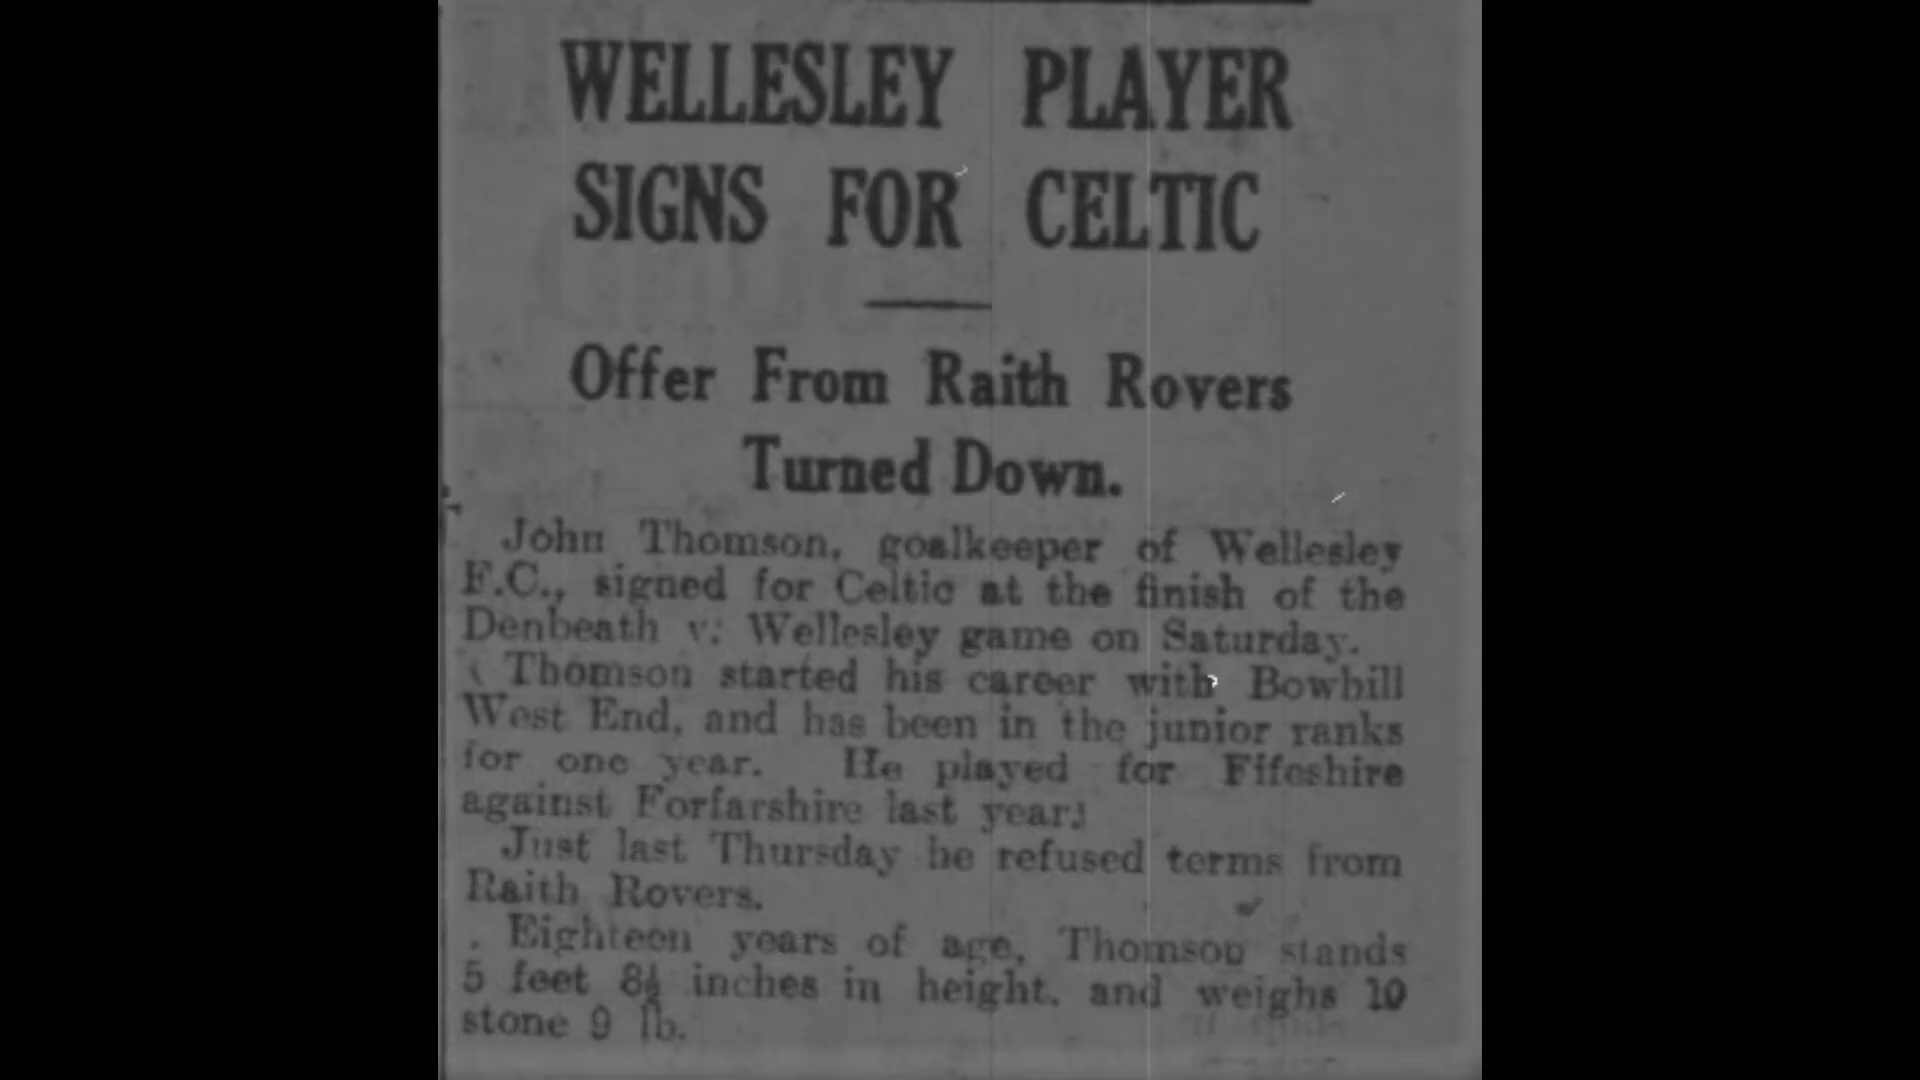 WELLESLEY PLAYER
SIGNS FOR CELTIC
Offer From Raith Rovers
Turned Down.
John Thomson, goalkeeper of Wellesley
F.C., signed for Celtic at the finish of the
Denbeath v. Wellesley game on Saturday.
Thomson started his career with Bowhill
West End, and has been in the junior ranks
for one year. He played for Fifeshire
against Forfarshire last year.
Just last Thursday he refused terms from
Raith Rovers.
Eighteen years of age, Thomson stands
5 feet 8½ inches in height, and weighs 10
stone 9 lb.